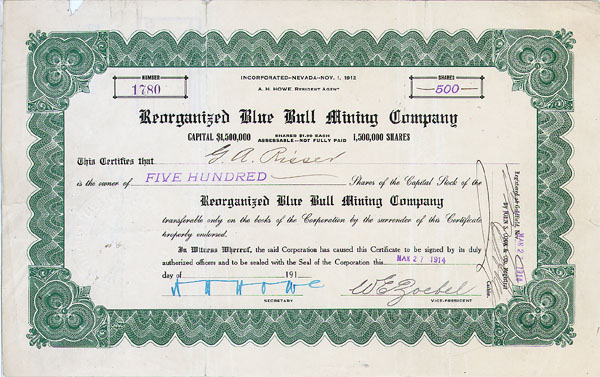 NUMBER
1780
INCORPORATED—NEVADA—NOV. 1, 1912
A. H. HOWE, RESIDENT AGENT
SHARES
500
Reorganized Blue Bull Mining Company
CAPITAL $1,500,000 SHARES $1.00 EACH 1,500,000 SHARES
ASSESSABLE—NOT FULLY PAID
This Certifies that G. A. Risser
is the owner of FIVE HUNDRED Shares of the Capital Stock of the
Reorganized Blue Bull Mining Company
transferable only on the books of the Corporation by the surrender of this Certificate
properly endorsed.
In Witness Whereof, the said Corporation has caused this Certificate to be signed by its duly
authorized officers and to be sealed with the Seal of the Corporation this MAR 27 1914
day of 191
A H Howe
W E Zoebel
SECRETARY
VICE-PRESIDENT